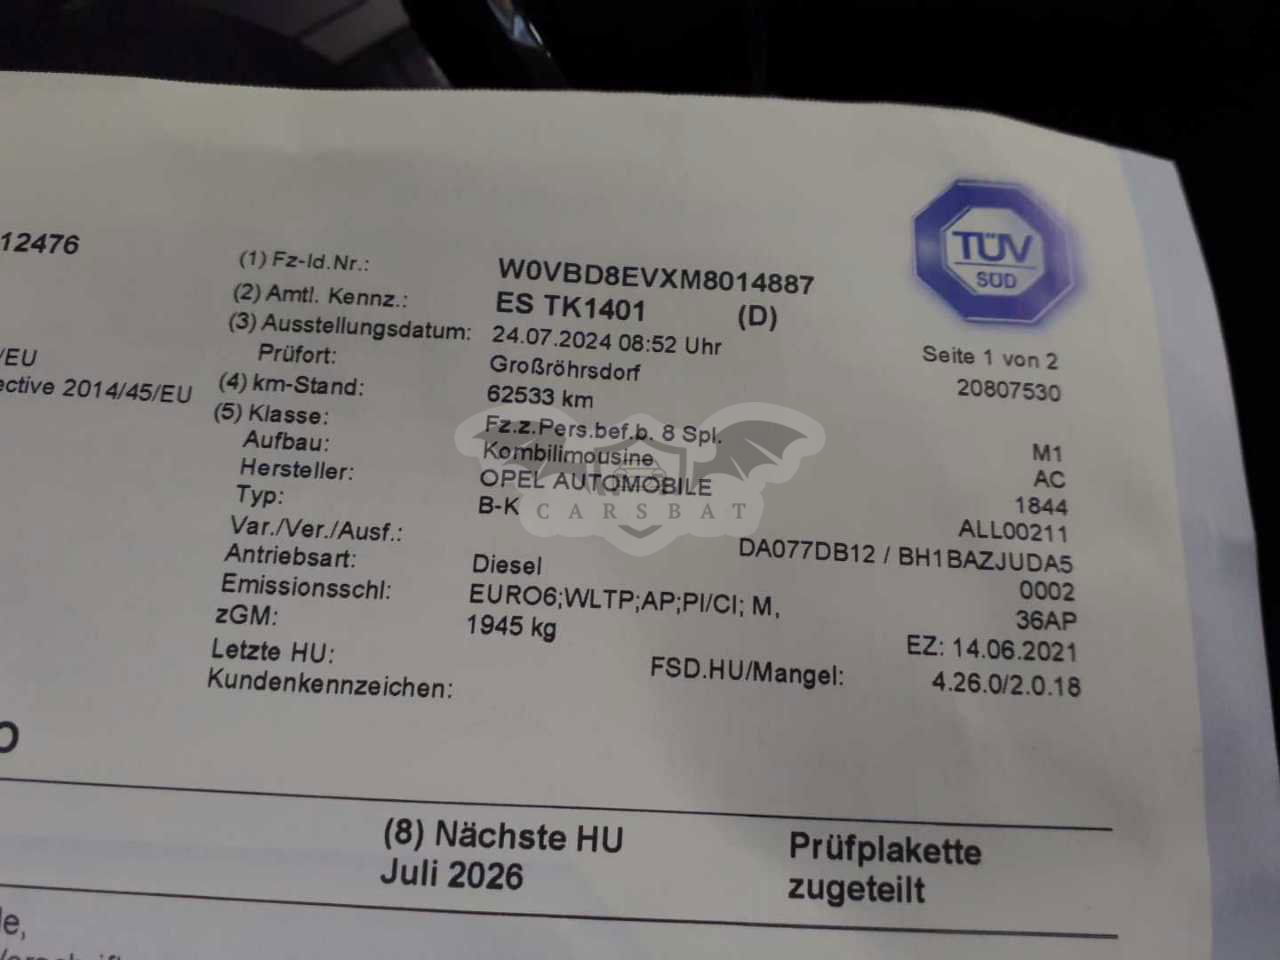 12476
(1) Fz-Id.Nr.: W0VBD8EVXM8014887
(2) Amtl. Kennz.: ES TK1401 (D)
(3) Ausstellungsdatum: 24.07.2024 08:52 Uhr
Prüfort: Großröhrsdorf
(4) km-Stand: 62533 km
(5) Klasse: Fz.z.Pers.bef.b. 8 Spl. M1
Aufbau: Kombilimousine AC
Hersteller: OPEL AUTOMOBILE 1844
Typ: B-K ALL00211
Var./Ver./Ausf.: DA077DB12 / BH1BAZJUDA5
Antriebsart: Diesel 0002
Emissionsschl: EURO6;WLTP;AP;PI/CI; M, 36AP
zGM: 1945 kg EZ: 14.06.2021
Letzte HU: FSD.HU/Mangel: 4.26.0/2.0.18
Kundenkennzeichen:
TÜV
SÜD
Seite 1 von 2
20807530
/EU
ective 2014/45/EU
CARSBAT
(8) Nächste HU
Juli 2026
Prüfplakette
zugeteilt
le,